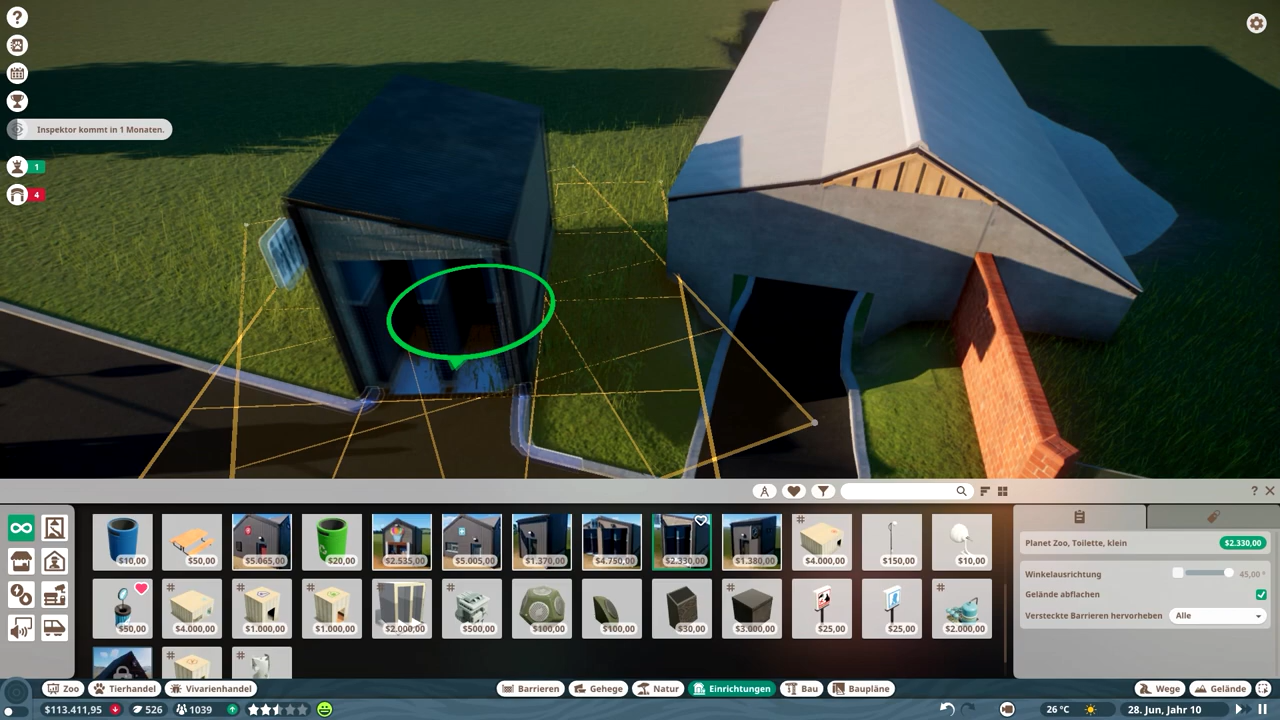 ?
Inspektor kommt in 1 Monaten.
1
4
?
$10,00
$50,00
$5.065,00
$20,00
$2.535,00
$5.005,00
$1.370,00
$4.750,00
$2.330,00
$1.380,00
$4.000,00
$150,00
$10,00
$50,00
$4.000,00
$1.000,00
$1.000,00
$2.000,00
$500,00
$100,00
$100,00
$30,00
$3.000,00
$25,00
$25,00
$2.000,00
Planet Zoo, Toilette, klein
$2.330,00
Winkelausrichtung
45,00 °
Gelände abflachen
Versteckte Barrieren hervorheben
Alle
Zoo
Tierhandel
Vivarienhandel
Barrieren
Gehege
Natur
Einrichtungen
Bau
Baupläne
Wege
Gelände
$113.411,95
526
1039
26 °C
28. Jun, Jahr 10